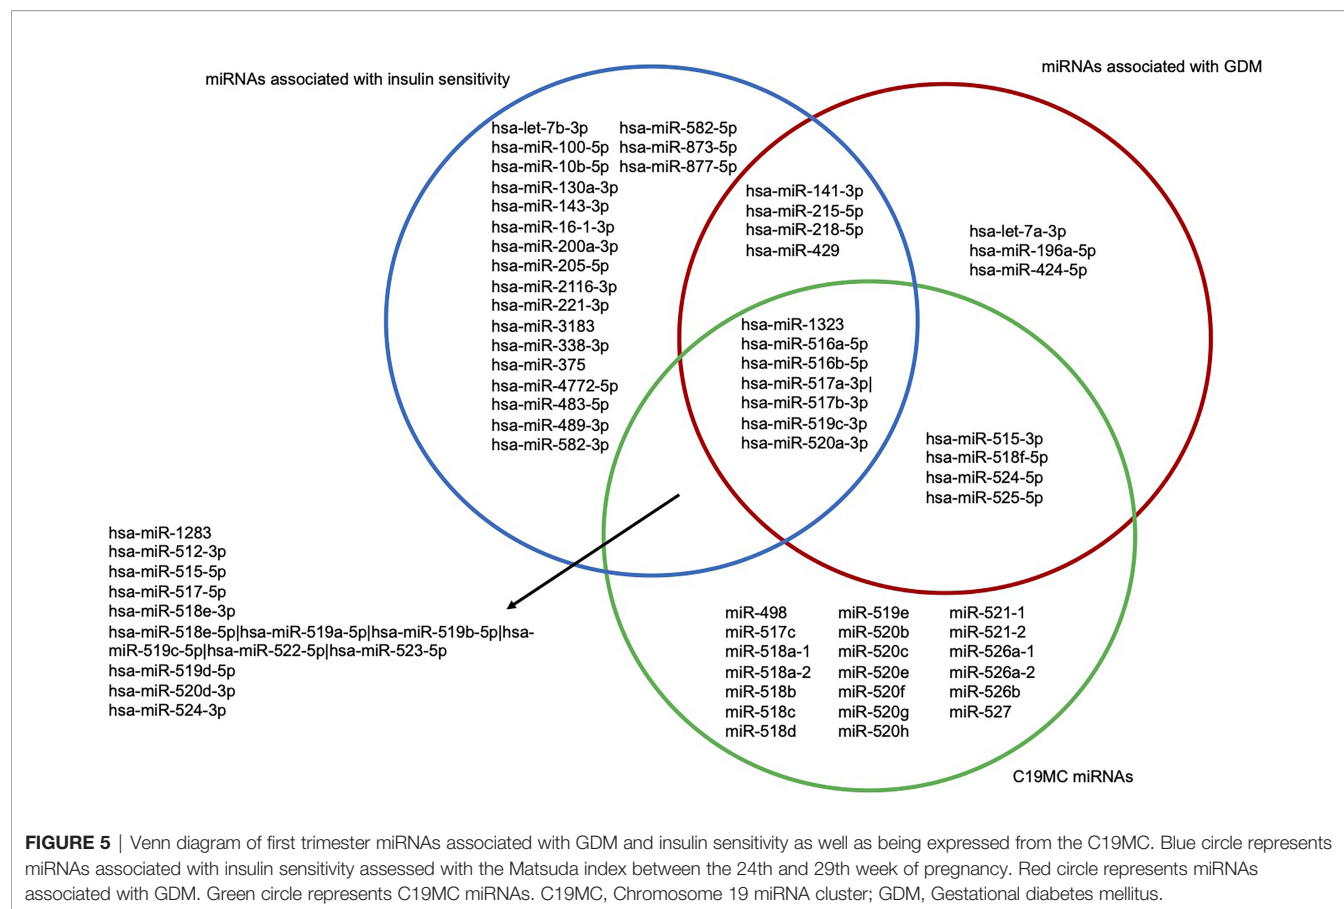 miRNAs associated with insulin sensitivity
miRNAs associated with GDM
hsa-let-7b-3p
hsa-miR-100-5p
hsa-miR-10b-5p
hsa-miR-130a-3p
hsa-miR-143-3p
hsa-miR-16-1-3p
hsa-miR-200a-3p
hsa-miR-205-5p
hsa-miR-2116-3p
hsa-miR-221-3p
hsa-miR-3183
hsa-miR-338-3p
hsa-miR-375
hsa-miR-4772-5p
hsa-miR-483-5p
hsa-miR-489-3p
hsa-miR-582-3p
hsa-miR-582-5p
hsa-miR-873-5p
hsa-miR-877-5p
hsa-miR-141-3p
hsa-miR-215-5p
hsa-miR-218-5p
hsa-miR-429
hsa-let-7a-3p
hsa-miR-196a-5p
hsa-miR-424-5p
hsa-miR-1323
hsa-miR-516a-5p
hsa-miR-516b-5p
hsa-miR-517a-3p|
hsa-miR-517b-3p
hsa-miR-519c-3p
hsa-miR-520a-3p
hsa-miR-515-3p
hsa-miR-518f-5p
hsa-miR-524-5p
hsa-miR-525-5p
hsa-miR-1283
hsa-miR-512-3p
hsa-miR-515-5p
hsa-miR-517-5p
hsa-miR-518e-3p
hsa-miR-518e-5p|hsa-miR-519a-5p|hsa-miR-519b-5p|hsa-
miR-519c-5p|hsa-miR-522-5p|hsa-miR-523-5p
hsa-miR-519d-5p
hsa-miR-520d-3p
hsa-miR-524-3p
miR-498
miR-517c
miR-518a-1
miR-518a-2
miR-518b
miR-518c
miR-518d
miR-519e
miR-520b
miR-520c
miR-520e
miR-520f
miR-520g
miR-520h
miR-521-1
miR-521-2
miR-526a-1
miR-526a-2
miR-526b
miR-527
C19MC miRNAs
FIGURE 5 | Venn diagram of first trimester miRNAs associated with GDM and insulin sensitivity as well as being expressed from the C19MC. Blue circle represents
miRNAs associated with insulin sensitivity assessed with the Matsuda index between the 24th and 29th week of pregnancy. Red circle represents miRNAs
associated with GDM. Green circle represents C19MC miRNAs. C19MC, Chromosome 19 miRNA cluster; GDM, Gestational diabetes mellitus.